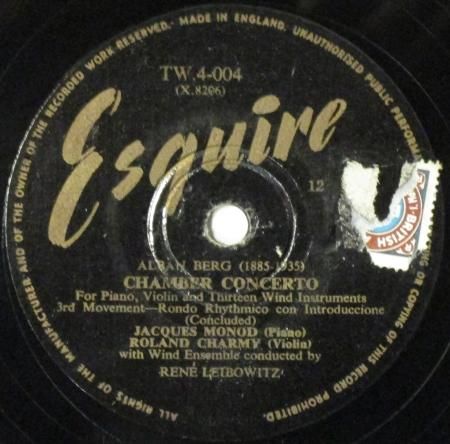 ALL RIGHTS OF THE MANUFACTURER AND OF THE OWNER OF THE RECORDED WORK RESERVED. MADE IN ENGLAND. UNAUTHORISED PUBLIC PERFORMANCE OR COPYING OF THIS RECORD PROHIBITED.
TW 4-004
(X.8206)
Esquire
12
BRITISH
ALBAN BERG (1885-1935)
CHAMBER CONCERTO
For Piano, Violin and Thirteen Wind Instruments
3rd Movement—Rondo Rhythmico con Introduccione
(Concluded)
JACQUES MONOD (Piano)
ROLAND CHARMY (Violin)
with Wind Ensemble conducted by
RENÉ LEIBOWITZ